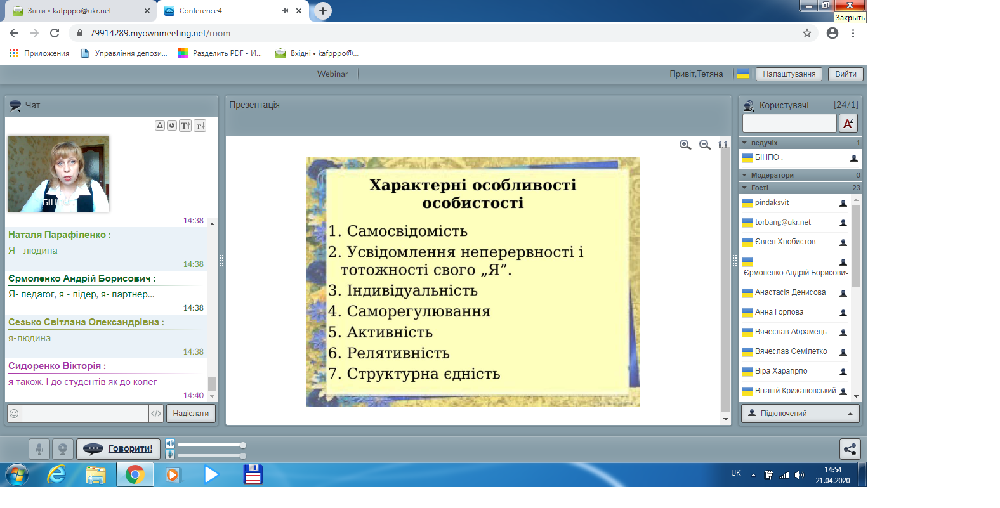 Звіти • kafpppo@ukr.net
Conference4
Закрыть
79914289.myownmeeting.net/room
Приложения
Управління депози...
Разделить PDF - И...
Вхідні • kafpppo@...
Webinar
Привіт,Тетяна
Налаштування
Вийти
Чат
БІНПО .
14:38
Наталя Парафіленко :
Я - людина
14:38
Єрмоленко Андрій Борисович :
Я- педагог, я - лідер, я- партнер...
14:38
Сезько Світлана Олександрівна :
я-людина
14:38
Сидоренко Вікторія :
я також. І до студентів як до колег
14:40
Надіслати
Презентація
1:1
Характерні особливості
особистості
1. Самосвідомість
2. Усвідомлення неперервності і
тотожності свого „Я”.
3. Індивідуальність
4. Саморегулювання
5. Активність
6. Релятивність
7. Структурна єдність
Користувачі [24/1]
ведучіх 1
БІНПО .
Модератори 0
Гості 23
pindaksvit
torbang@ukr.net
Євген Хлобистов
Єрмоленко Андрій Борисович
Анастасія Денисова
Анна Горлова
Вячеслав Абрамець
Вячеслав Семілетко
Віра Харагірло
Віталій Крижановський
Підключений
Говорити!
UK
14:54
21.04.2020